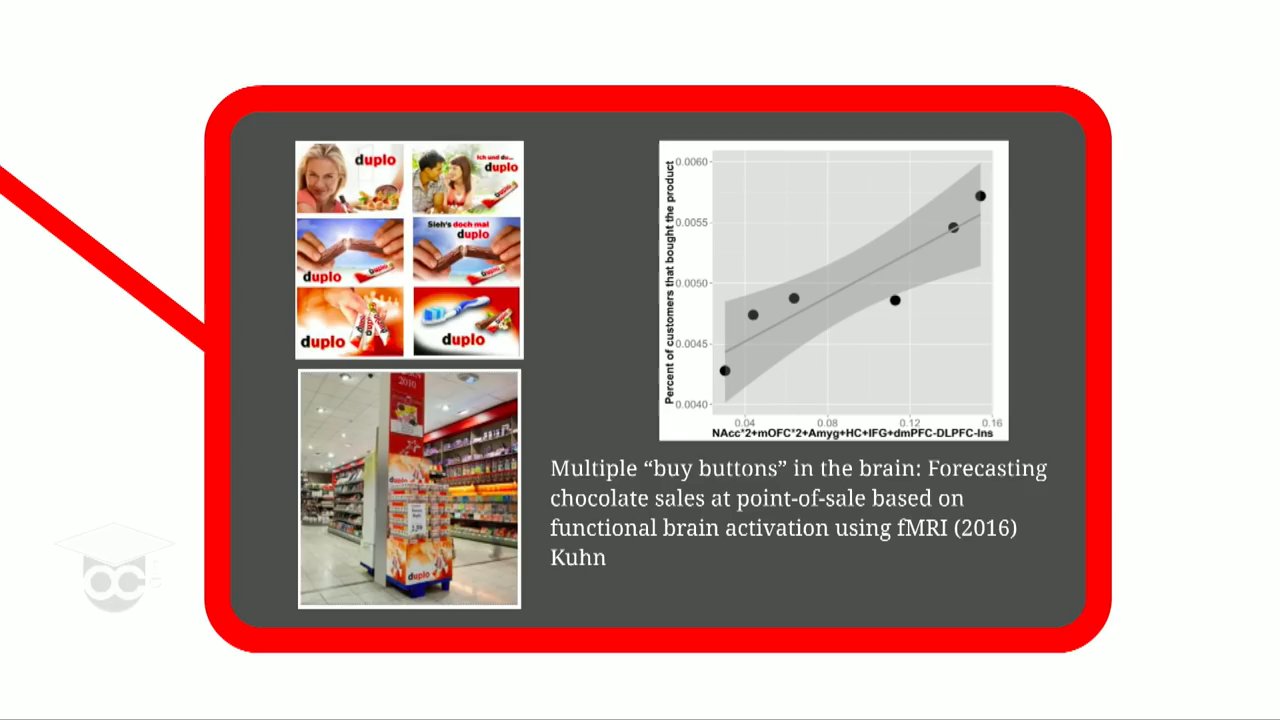 duplo
Ich und du...
duplo
duplo
Sieh's doch mal
duplo
duplo
duplo
2010
duplo
duplo
Percent of customers that bought the product
0.0060
0.0055
0.0050
0.0045
0.0040
0.04 0.08 0.12 0.16
NAcc*2+mOFC*2+Amyg+HC+IFG+dmPFC-DLPFC-Ins
Multiple “buy buttons” in the brain: Forecasting
chocolate sales at point-of-sale based on
functional brain activation using fMRI (2016)
Kuhn
OC